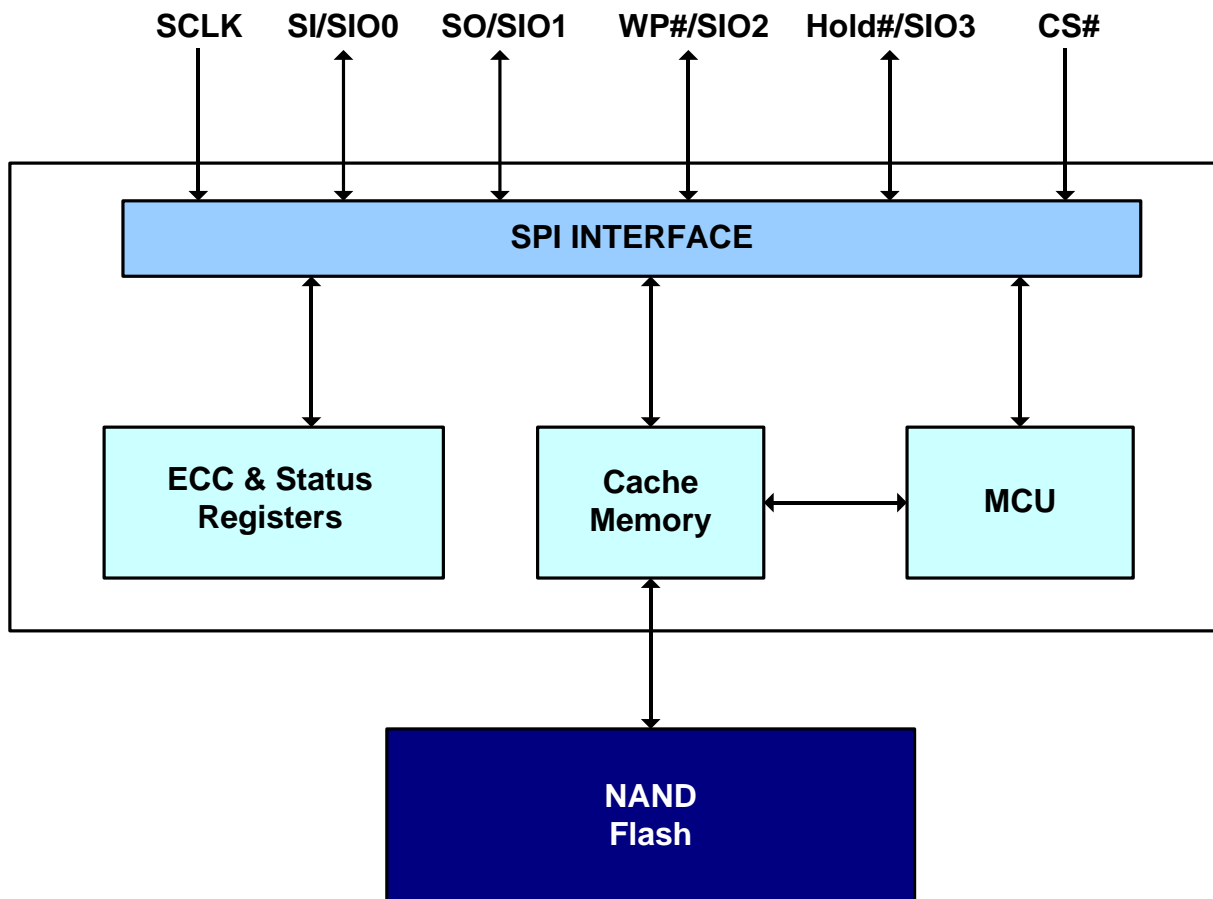 SCLK SI/SIO0 SO/SIO1 WP#/SIO2 Hold#/SIO3 CS#
SPI INTERFACE
ECC & Status
Registers
Cache
Memory
MCU
NAND
Flash